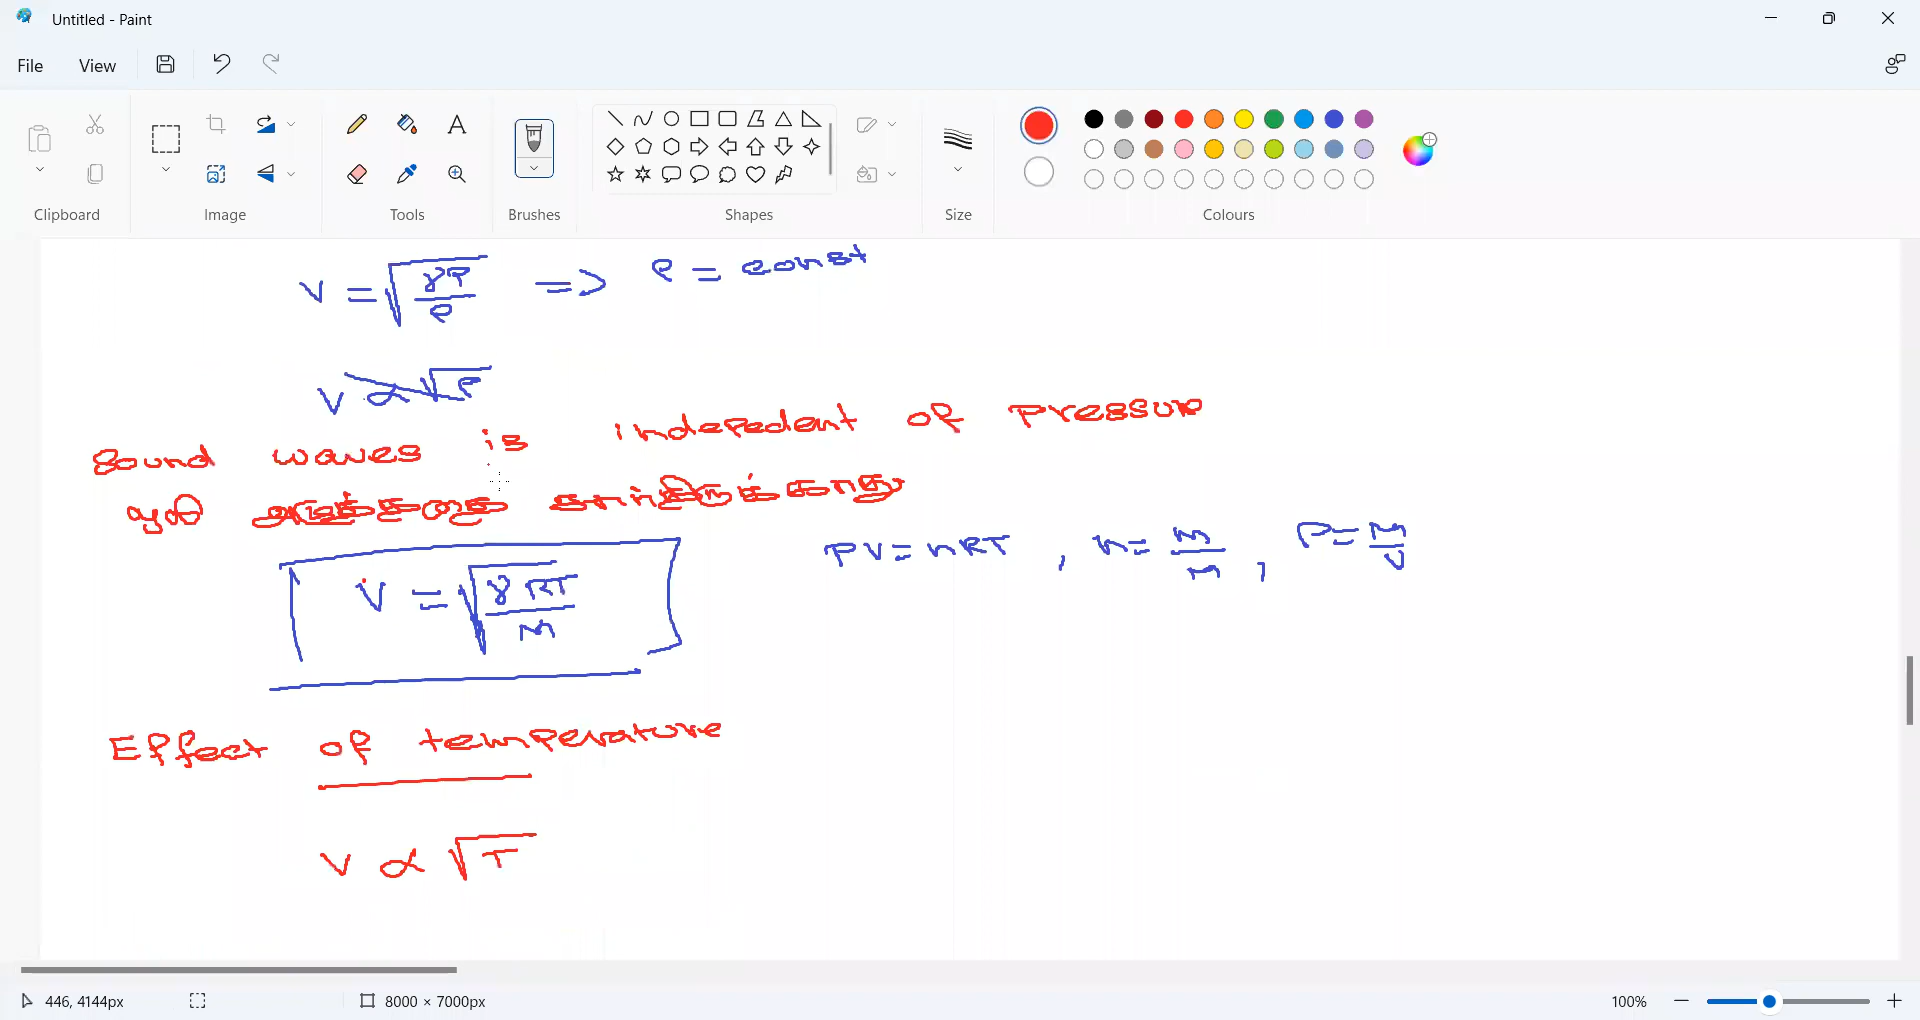 Untitled - Paint
File View
Clipboard Image Tools Brushes Shapes Size Colours
V = √(γP/ρ) => ρ = const
V α √P
Sound waves is indepedent of pressure
PV = nRT , n = m/M , ρ = M/V
V = √(γRT/M)
Effect of temperature
V α √T
446, 4144px 8000 × 7000px 100%